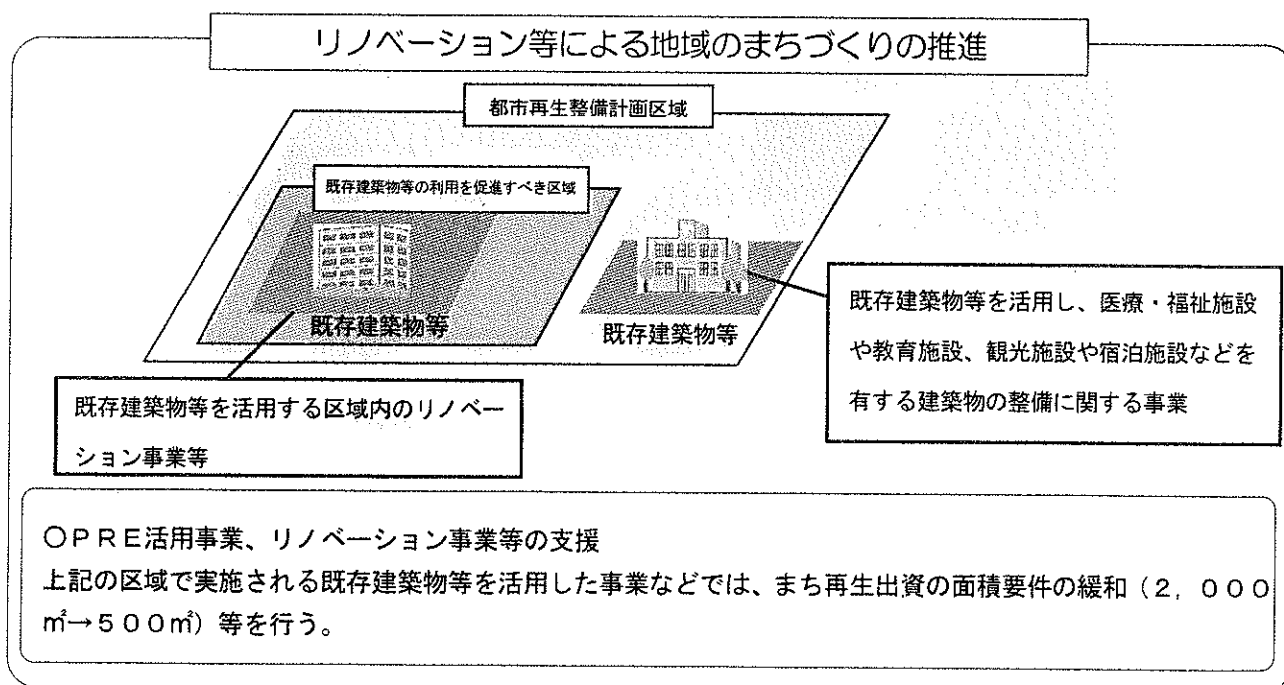 リノベーション等による地域のまちづくりの推進
都市再生整備計画区域
既存建築物等の利用を促進すべき区域
既存建築物等
既存建築物等
既存建築物等を活用し、医療・福祉施設
や教育施設、観光施設や宿泊施設などを
有する建築物の整備に関する事業
既存建築物等を活用する区域内のリノベー
ション事業等
〇ＰＲＥ活用事業、リノベーション事業等の支援
上記の区域で実施される既存建築物等を活用した事業などでは、まち再生出資の面積要件の緩和（２，０００
㎡→５００㎡）等を行う。